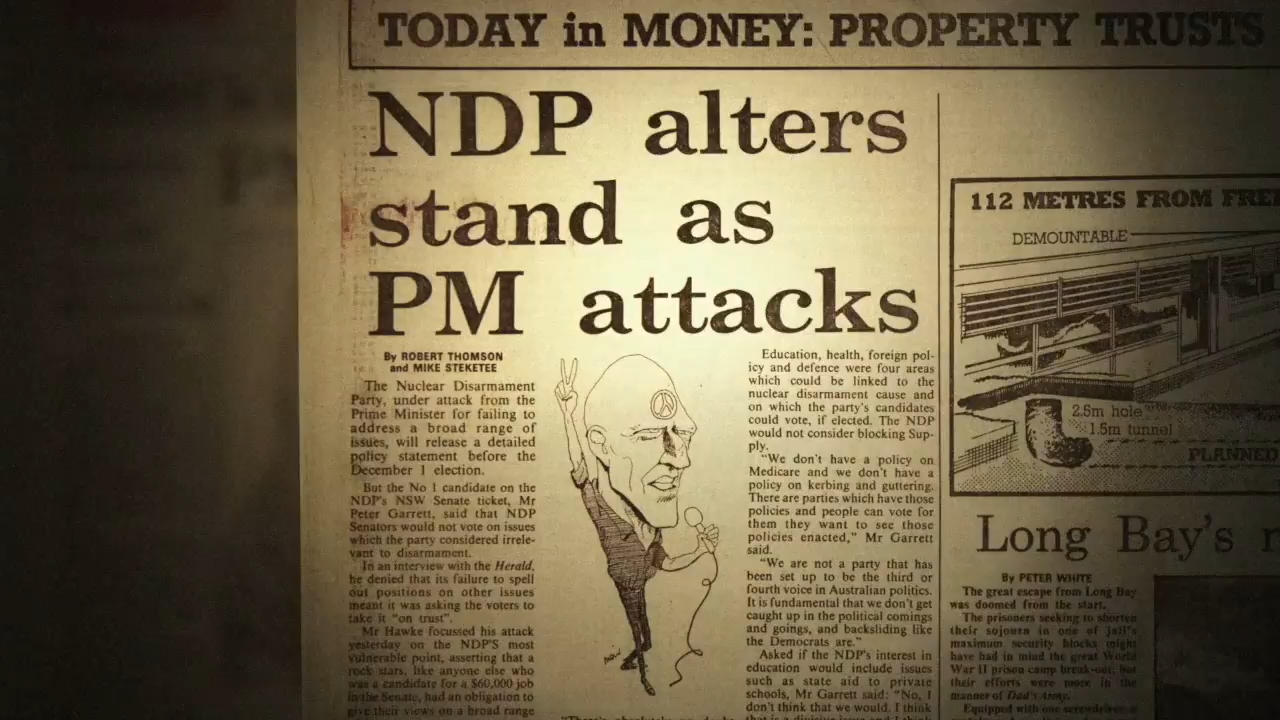 TODAY in MONEY: PROPERTY TRUSTS
NDP alters
stand as
PM attacks
By ROBERT THOMSON
and MIKE STEKETEE
The Nuclear Disarmament
Party, under attack from the
Prime Minister for failing to
address a broad range of
issues, will release a detailed
policy statement before the
December 1 election.
But the No 1 candidate on the
NDP's NSW Senate ticket, Mr
Peter Garrett, said that NDP
Senators would not vote on issues
which the party considered irrele-
vant to disarmament.
In an interview with the Herald,
he denied that its failure to spell
out positions on other issues
meant it was asking the voters to
take it "on trust".
Mr Hawke focussed his attack
yesterday on the NDP'S most
vulnerable point, asserting that a
rock stars, like anyone else who
was a candidate for a $60,000 job
in the Senate, had an obligation to
give their views on a broad range
Education, health, foreign pol-
icy and defence were four areas
which could be linked to the
nuclear disarmament cause and
on which the party's candidates
could vote, if elected. The NDP
would not consider blocking Sup-
ply.
"We don't have a policy on
Medicare and we don't have a
policy on kerbing and guttering.
There are parties which have those
policies and people can vote for
them they want to see those
policies enacted," Mr Garrett
said.
"We are not a party that has
been set up to be the third or
fourth voice in Australian politics.
It is fundamental that we don't get
caught up in the political comings
and goings, and backsliding like
the Democrats are."
Asked if the NDP's interest in
education would include issues
such as state aid to private
schools, Mr Garrett said: "No, I
don't think that we would. I think
112 METRES FROM
DEMOUNTABLE
2.5m hole
1.5m tunnel
PLANNED
Long Bay's
By PETER WHITE
The great escape from Long Bay
was doomed from the start.
The prisoners seeking to shorten
their sojourn in one of jail's
maximum security blocks might
have had in mind the great World
War II prison camp break-out, but
their efforts were more in the
manner of Dad's Army.
Equipped with one screwdriver